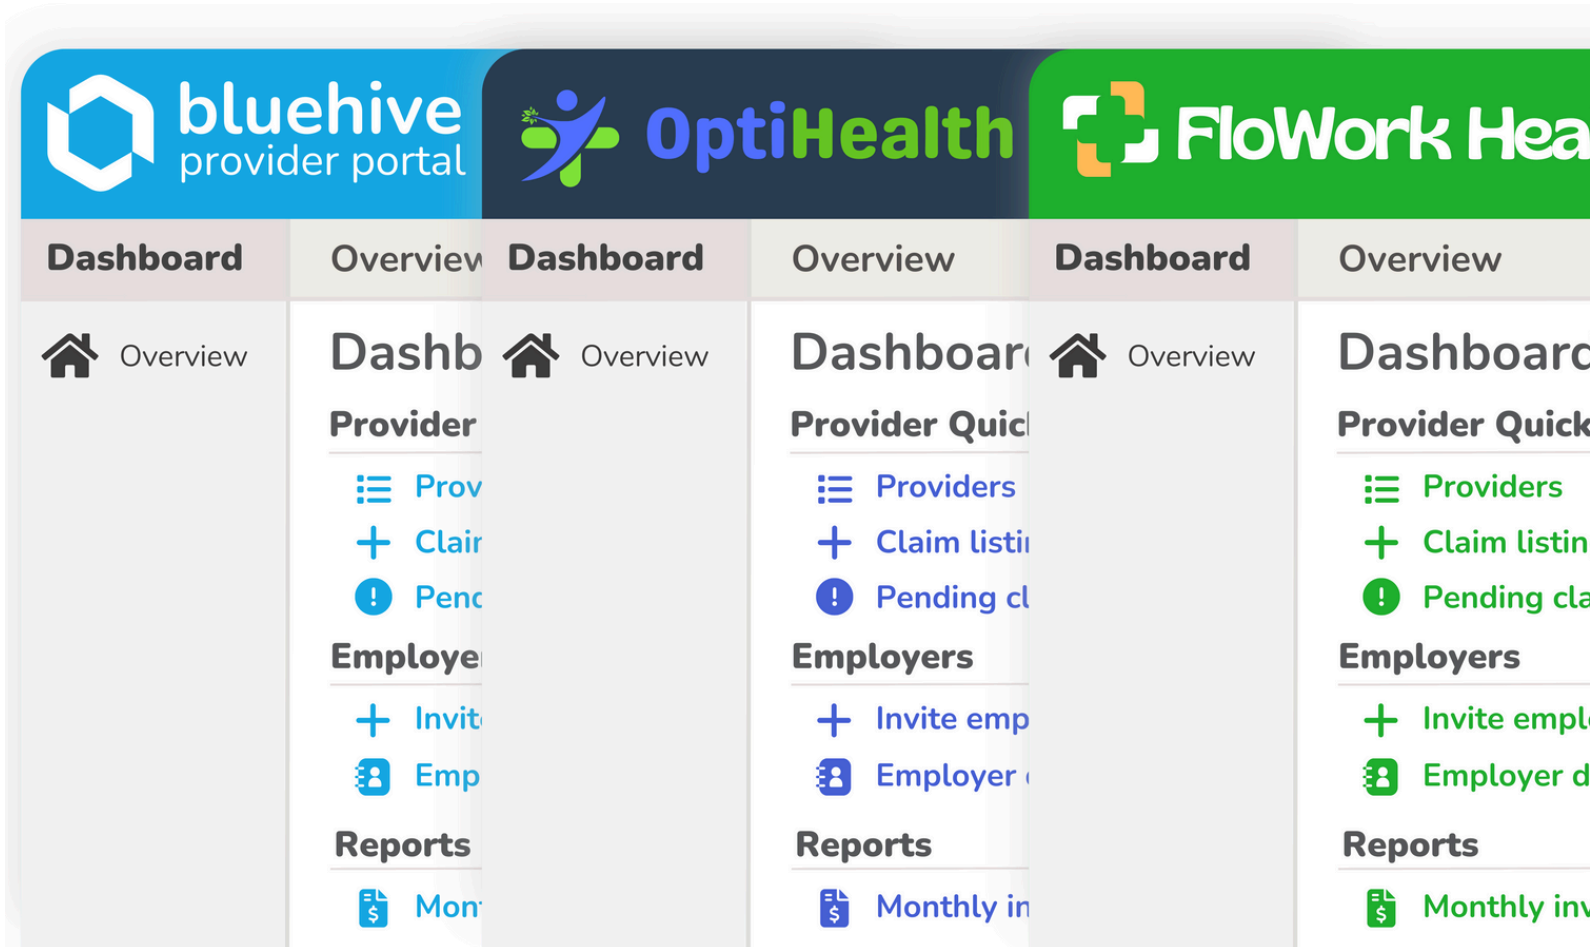 bluehive
provider portal
Dashboard
Overview
Overview
Dashb
Provider
Prov
Clair
Pend
Employe
Invit
Emp
Reports
Mon
OptiHealth
Dashboard
Overview
Overview
Dashboar
Provider Quic
Providers
Claim listi
Pending cl
Employers
Invite emp
Employer
Reports
Monthly in
FloWork Hea
Dashboard
Overview
Overview
Dashboard
Provider Quick
Providers
Claim listin
Pending cla
Employers
Invite empl
Employer d
Reports
Monthly inv